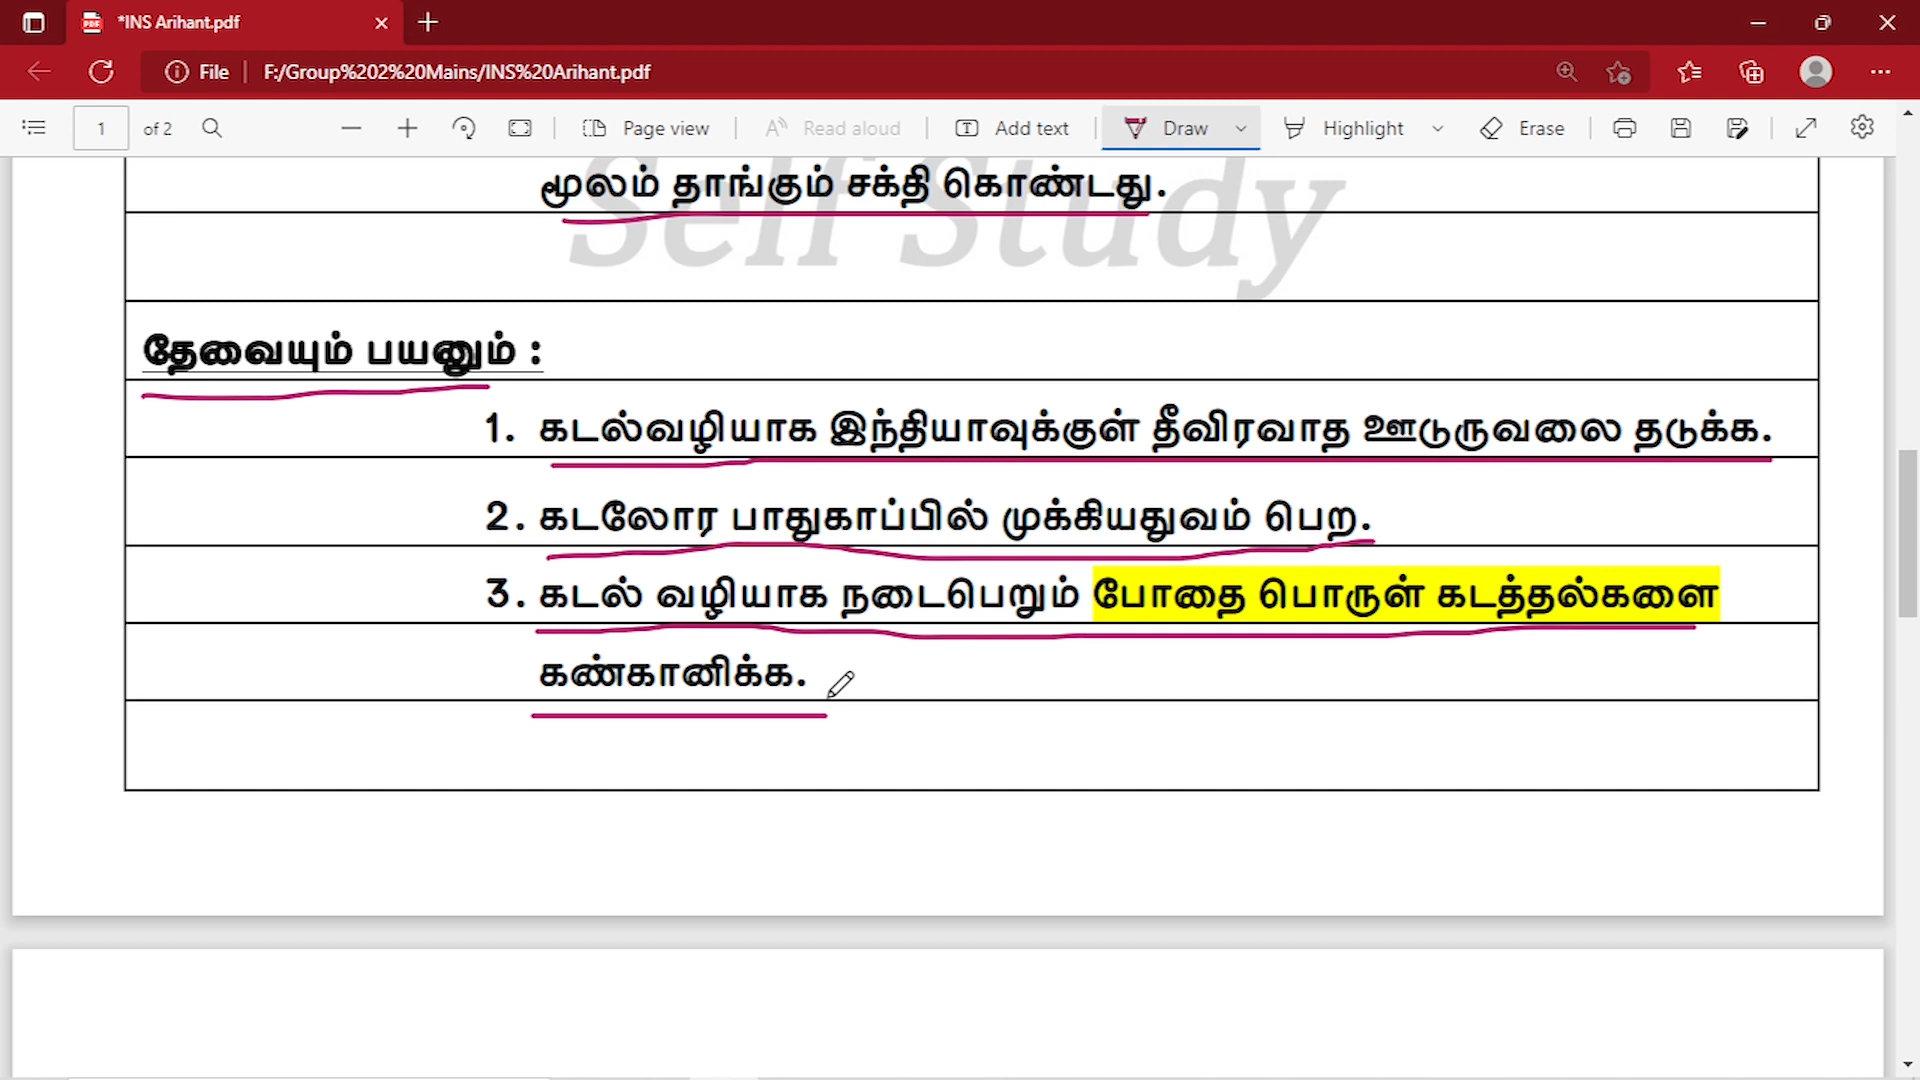 *INS Arihant.pdf
File F:/Group%202%20Mains/INS%20Arihant.pdf
1 of 2 Page view Read aloud Add text Draw Highlight Erase
Self Study
மூலம் தாங்கும் சக்தி கொண்டது.
தேவையும் பயனும் :
1. கடல்வழியாக இந்தியாவுக்குள் தீவிரவாத ஊடுருவலை தடுக்க.
2. கடலோர பாதுகாப்பில் முக்கியதுவம் பெற.
3. கடல் வழியாக நடைபெறும் போதை பொருள் கடத்தல்களை
கண்கானிக்க.